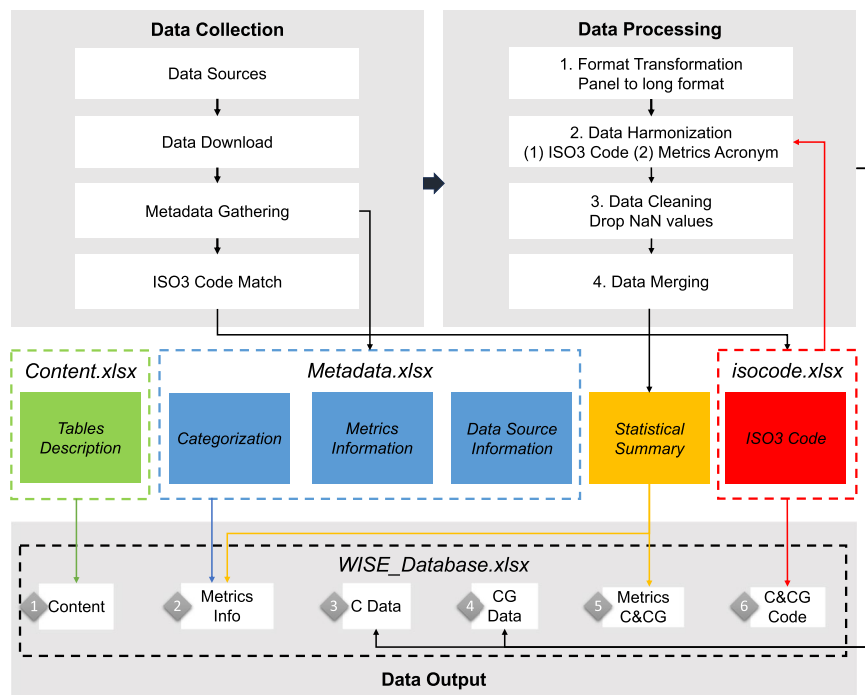 Data Collection
Data Sources
Data Download
Metadata Gathering
ISO3 Code Match
Data Processing
1. Format Transformation
Panel to long format
2. Data Harmonization
(1) ISO3 Code (2) Metrics Acronym
3. Data Cleaning
Drop NaN values
4. Data Merging
Content.xlsx
Tables
Description
Metadata.xlsx
Categorization
Metrics
Information
Data Source
Information
Statistical
Summary
isocode.xlsx
ISO3 Code
WISE_Database.xlsx
1 Content
2 Metrics
Info
3 C Data
4 CG
Data
5 Metrics
C&CG
6 C&CG
Code
Data Output